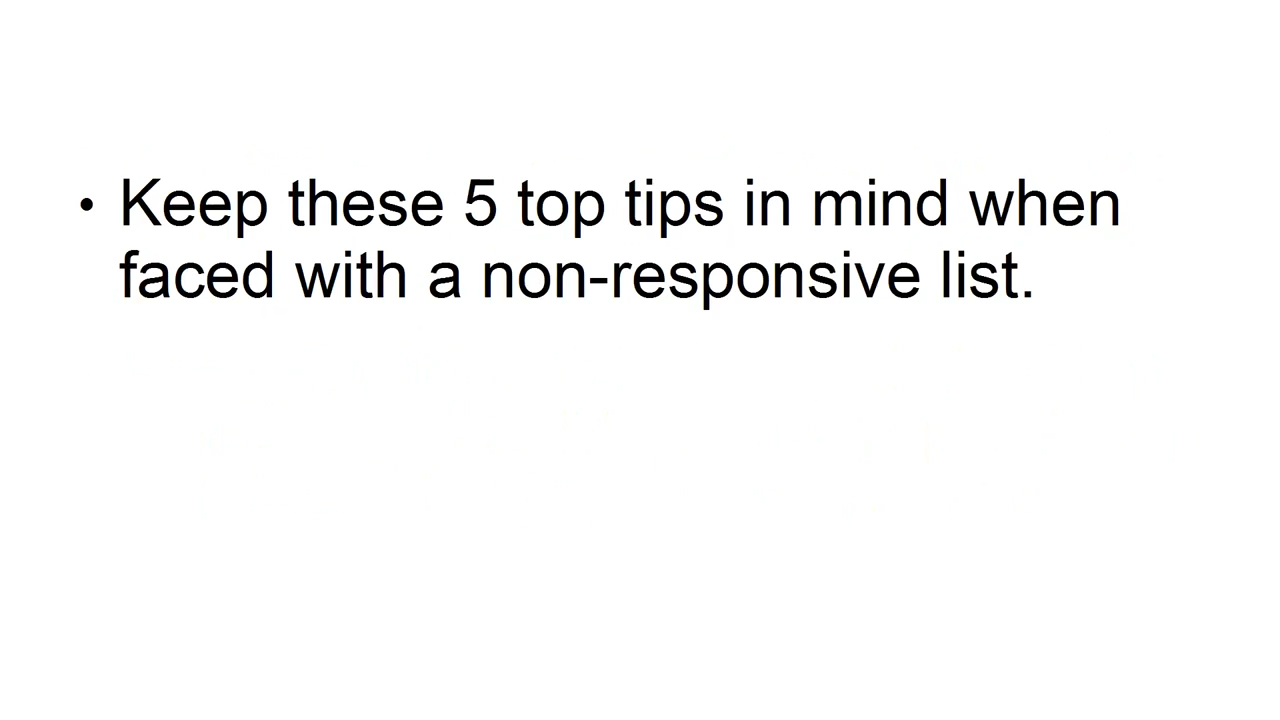 • Keep these 5 top tips in mind when
faced with a non-responsive list.